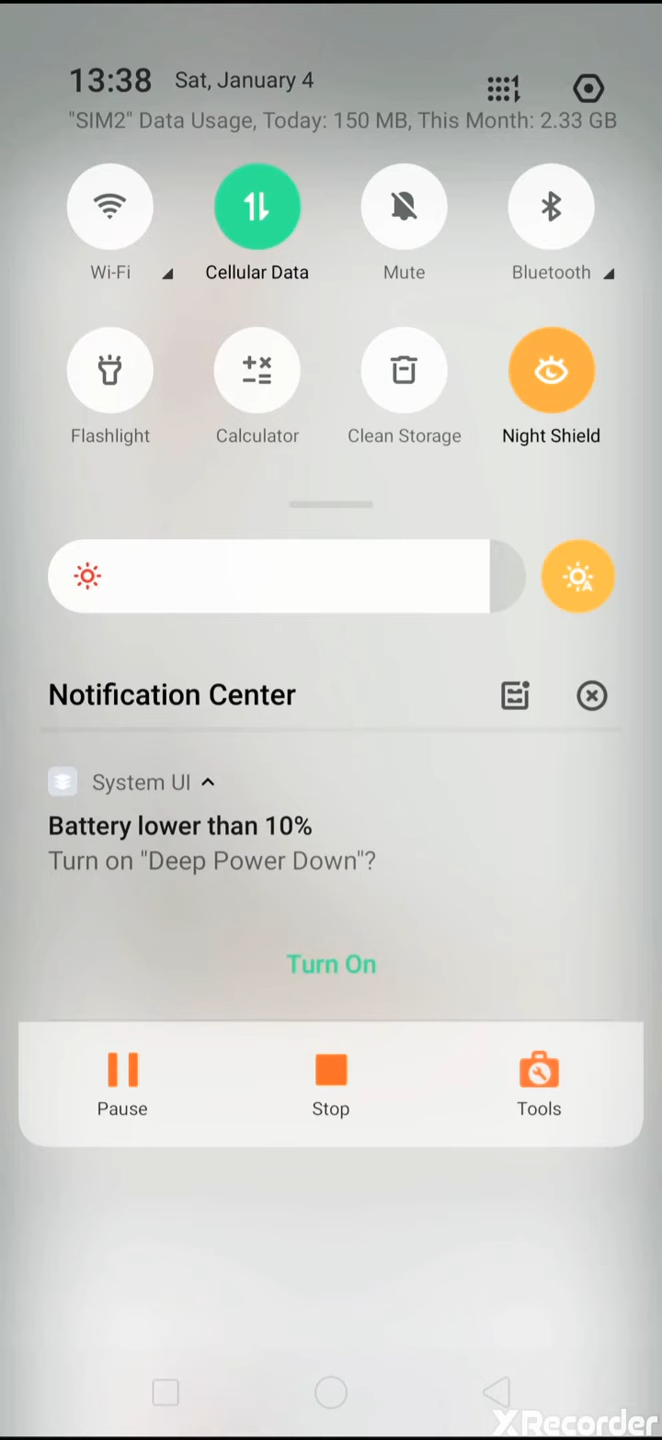 13:38 Sat, January 4
"SIM2" Data Usage, Today: 150 MB, This Month: 2.33 GB
Wi-Fi Cellular Data Mute Bluetooth
Flashlight Calculator Clean Storage Night Shield
Notification Center
System UI
Battery lower than 10%
Turn on "Deep Power Down"?
Turn On
Pause Stop Tools
XRecorder